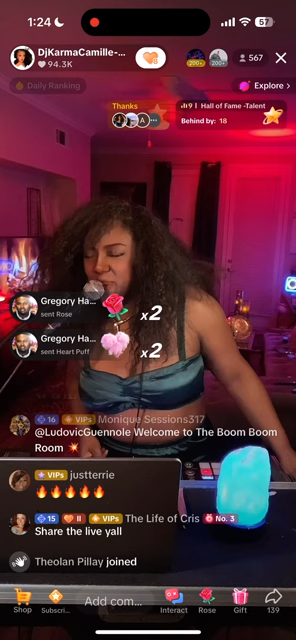 1:24
57
DjKarmaCamille-...
94.3K
200+
200+
567
Daily Ranking
Explore >
Thanks
A
Hall of Fame -Talent
Behind by: 18
Gregory Ha...
sent Rose
x2
Gregory Ha...
sent Heart Puff
x2
16 VIPs Monique Sessions317
@LudovicGuennole Welcome to The Boom Boom
Room
VIPs justterrie
15 II VIPs The Life of Cris No. 3
Share the live yall
Theolan Pillay joined
Shop
Subscri...
Add com...
Interact
Rose
Gift
139